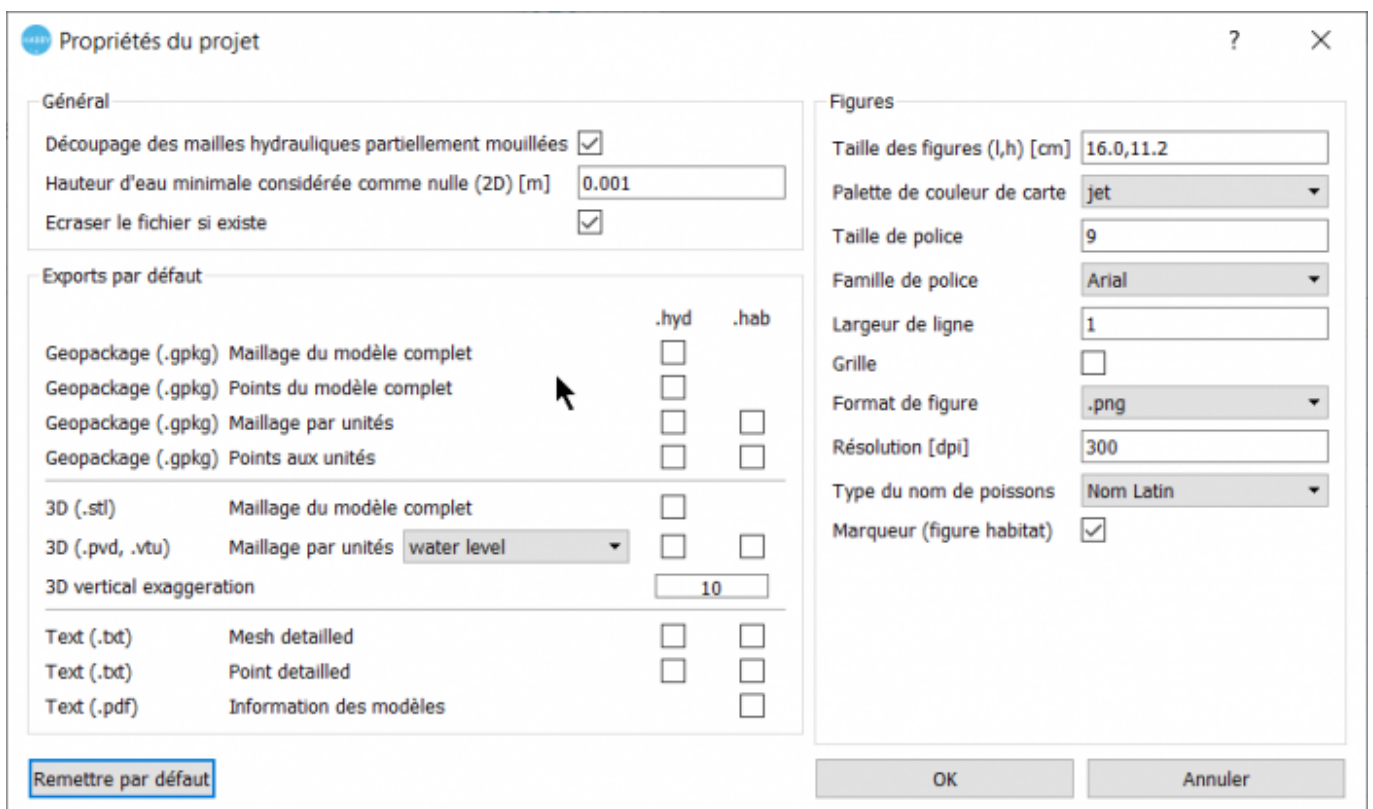 HABBY
Propriétés du projet
?
Général
Découpage des mailles hydrauliques partiellement mouillées
Hauteur d'eau minimale considérée comme nulle (2D) [m] 0.001
Ecraser le fichier si existe
Exports par défaut
.hyd .hab
Geopackage (.gpkg) Maillage du modèle complet
Geopackage (.gpkg) Points du modèle complet
Geopackage (.gpkg) Maillage par unités
Geopackage (.gpkg) Points aux unités
3D (.stl) Maillage du modèle complet
3D (.pvd, .vtu) Maillage par unités water level
3D vertical exaggeration 10
Text (.txt) Mesh detailled
Text (.txt) Point detailled
Text (.pdf) Information des modèles
Figures
Taille des figures (l,h) [cm] 16.0,11.2
Palette de couleur de carte jet
Taille de police 9
Famille de police Arial
Largeur de ligne 1
Grille
Format de figure .png
Résolution [dpi] 300
Type du nom de poissons Nom Latin
Marqueur (figure habitat)
Remettre par défaut OK Annuler